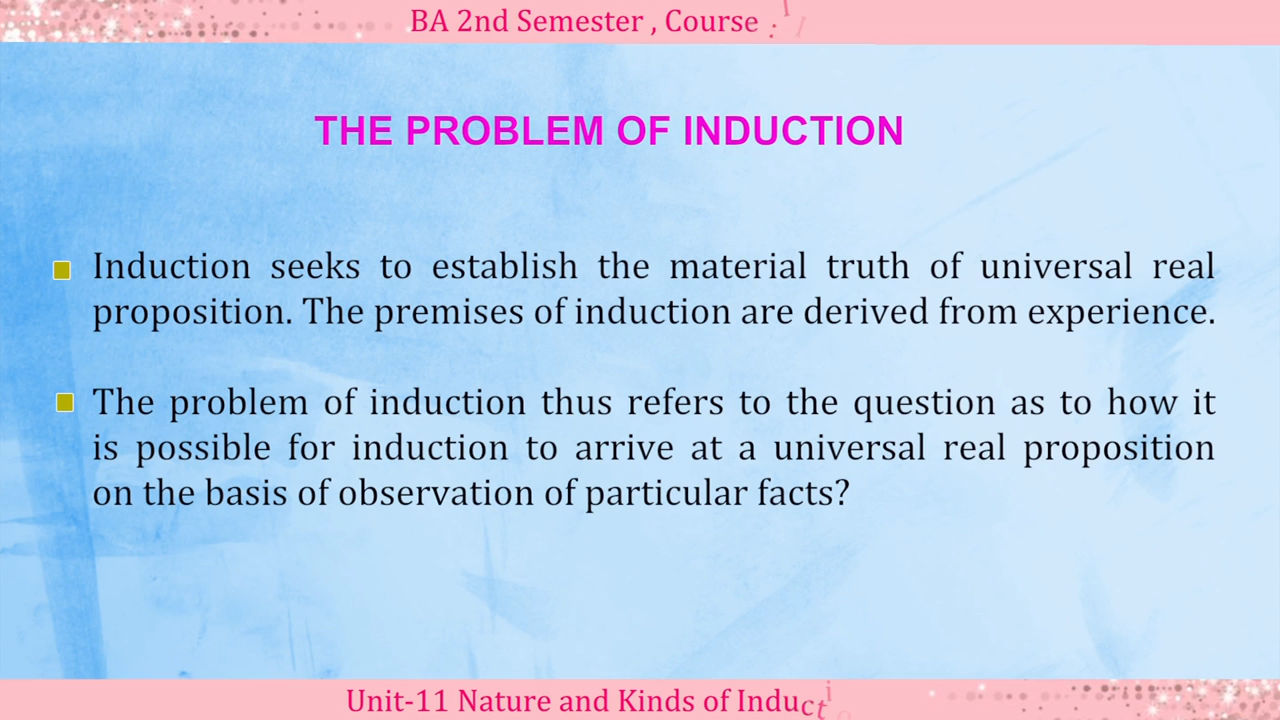 BA 2nd Semester , Course :
THE PROBLEM OF INDUCTION
Induction seeks to establish the material truth of universal real
proposition. The premises of induction are derived from experience.
The problem of induction thus refers to the question as to how it
is possible for induction to arrive at a universal real proposition
on the basis of observation of particular facts?
Unit-11 Nature and Kinds of Inducti